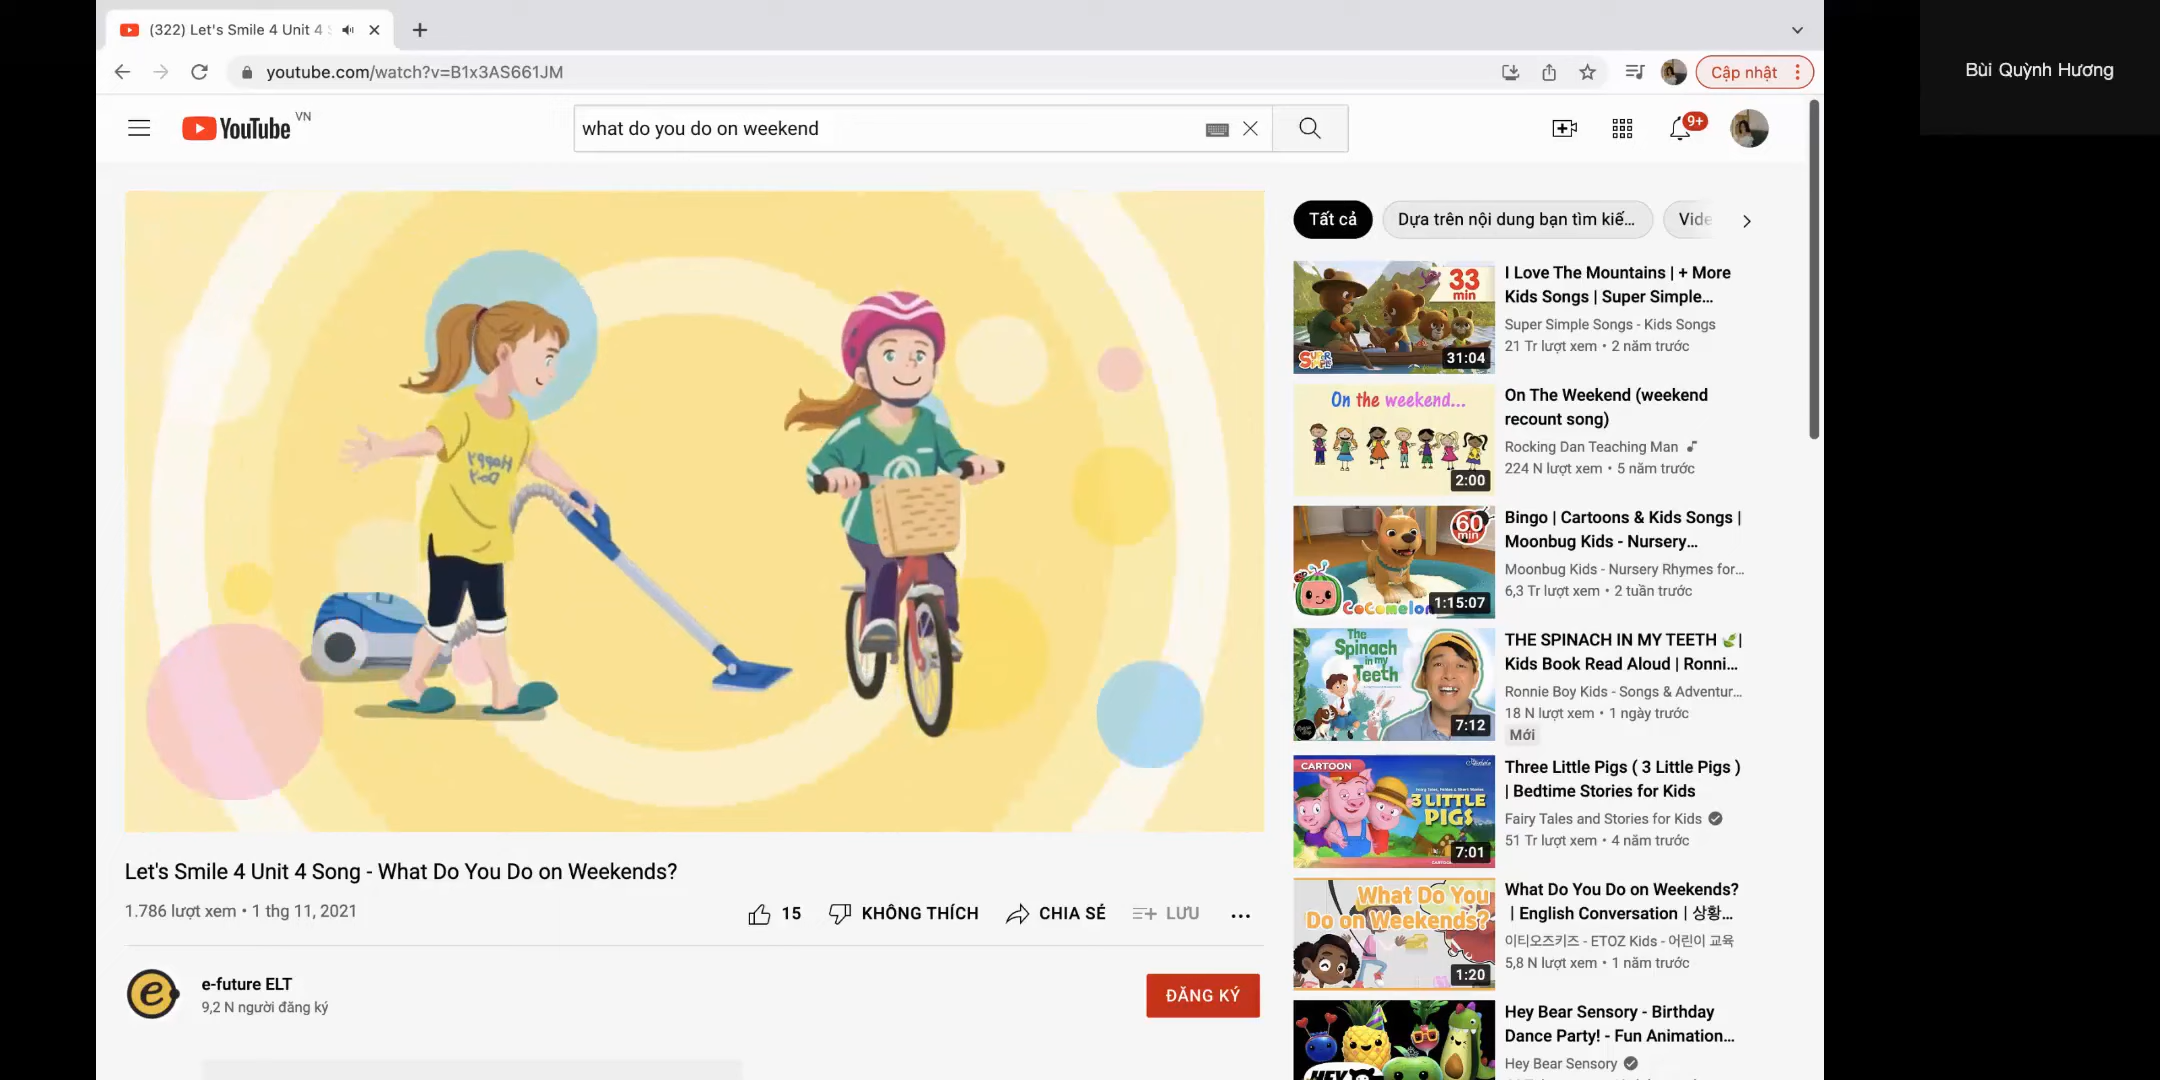 (322) Let's Smile 4 Unit 4
youtube.com/watch?v=B1x3AS661JM
Cập nhật
Bùi Quỳnh Hương
YouTube VN
what do you do on weekend
9+
Happy
Day
Let's Smile 4 Unit 4 Song - What Do You Do on Weekends?
1.786 lượt xem • 1 thg 11, 2021
15
KHÔNG THÍCH
CHIA SẺ
LƯU
e-future ELT
9,2 N người đăng ký
ĐĂNG KÝ
Tất cả
Dựa trên nội dung bạn tìm kiế...
Vide
33
min
SUPER
SIMPLE
31:04
I Love The Mountains | + More
Kids Songs | Super Simple...
Super Simple Songs - Kids Songs
21 Tr lượt xem • 2 năm trước
On the weekend...
2:00
On The Weekend (weekend
recount song)
Rocking Dan Teaching Man
224 N lượt xem • 5 năm trước
60
min
CoComelon
1:15:07
Bingo | Cartoons & Kids Songs |
Moonbug Kids - Nursery...
Moonbug Kids - Nursery Rhymes for...
6,3 Tr lượt xem • 2 tuần trước
The
Spinach
in my
Teeth
7:12
THE SPINACH IN MY TEETH 🌿|
Kids Book Read Aloud | Ronni...
Ronnie Boy Kids - Songs & Adventur...
18 N lượt xem • 1 ngày trước
Mới
CARTOON
3 LITTLE
PIGS
7:01
Three Little Pigs ( 3 Little Pigs )
| Bedtime Stories for Kids
Fairy Tales and Stories for Kids
51 Tr lượt xem • 4 năm trước
What Do You
Do on Weekends?
1:20
What Do You Do on Weekends?
| English Conversation | 상황...
이티오즈키즈 - ETOZ Kids - 어린이 교육
5,8 N lượt xem • 1 năm trước
HEY
Hey Bear Sensory - Birthday
Dance Party! - Fun Animation...
Hey Bear Sensory